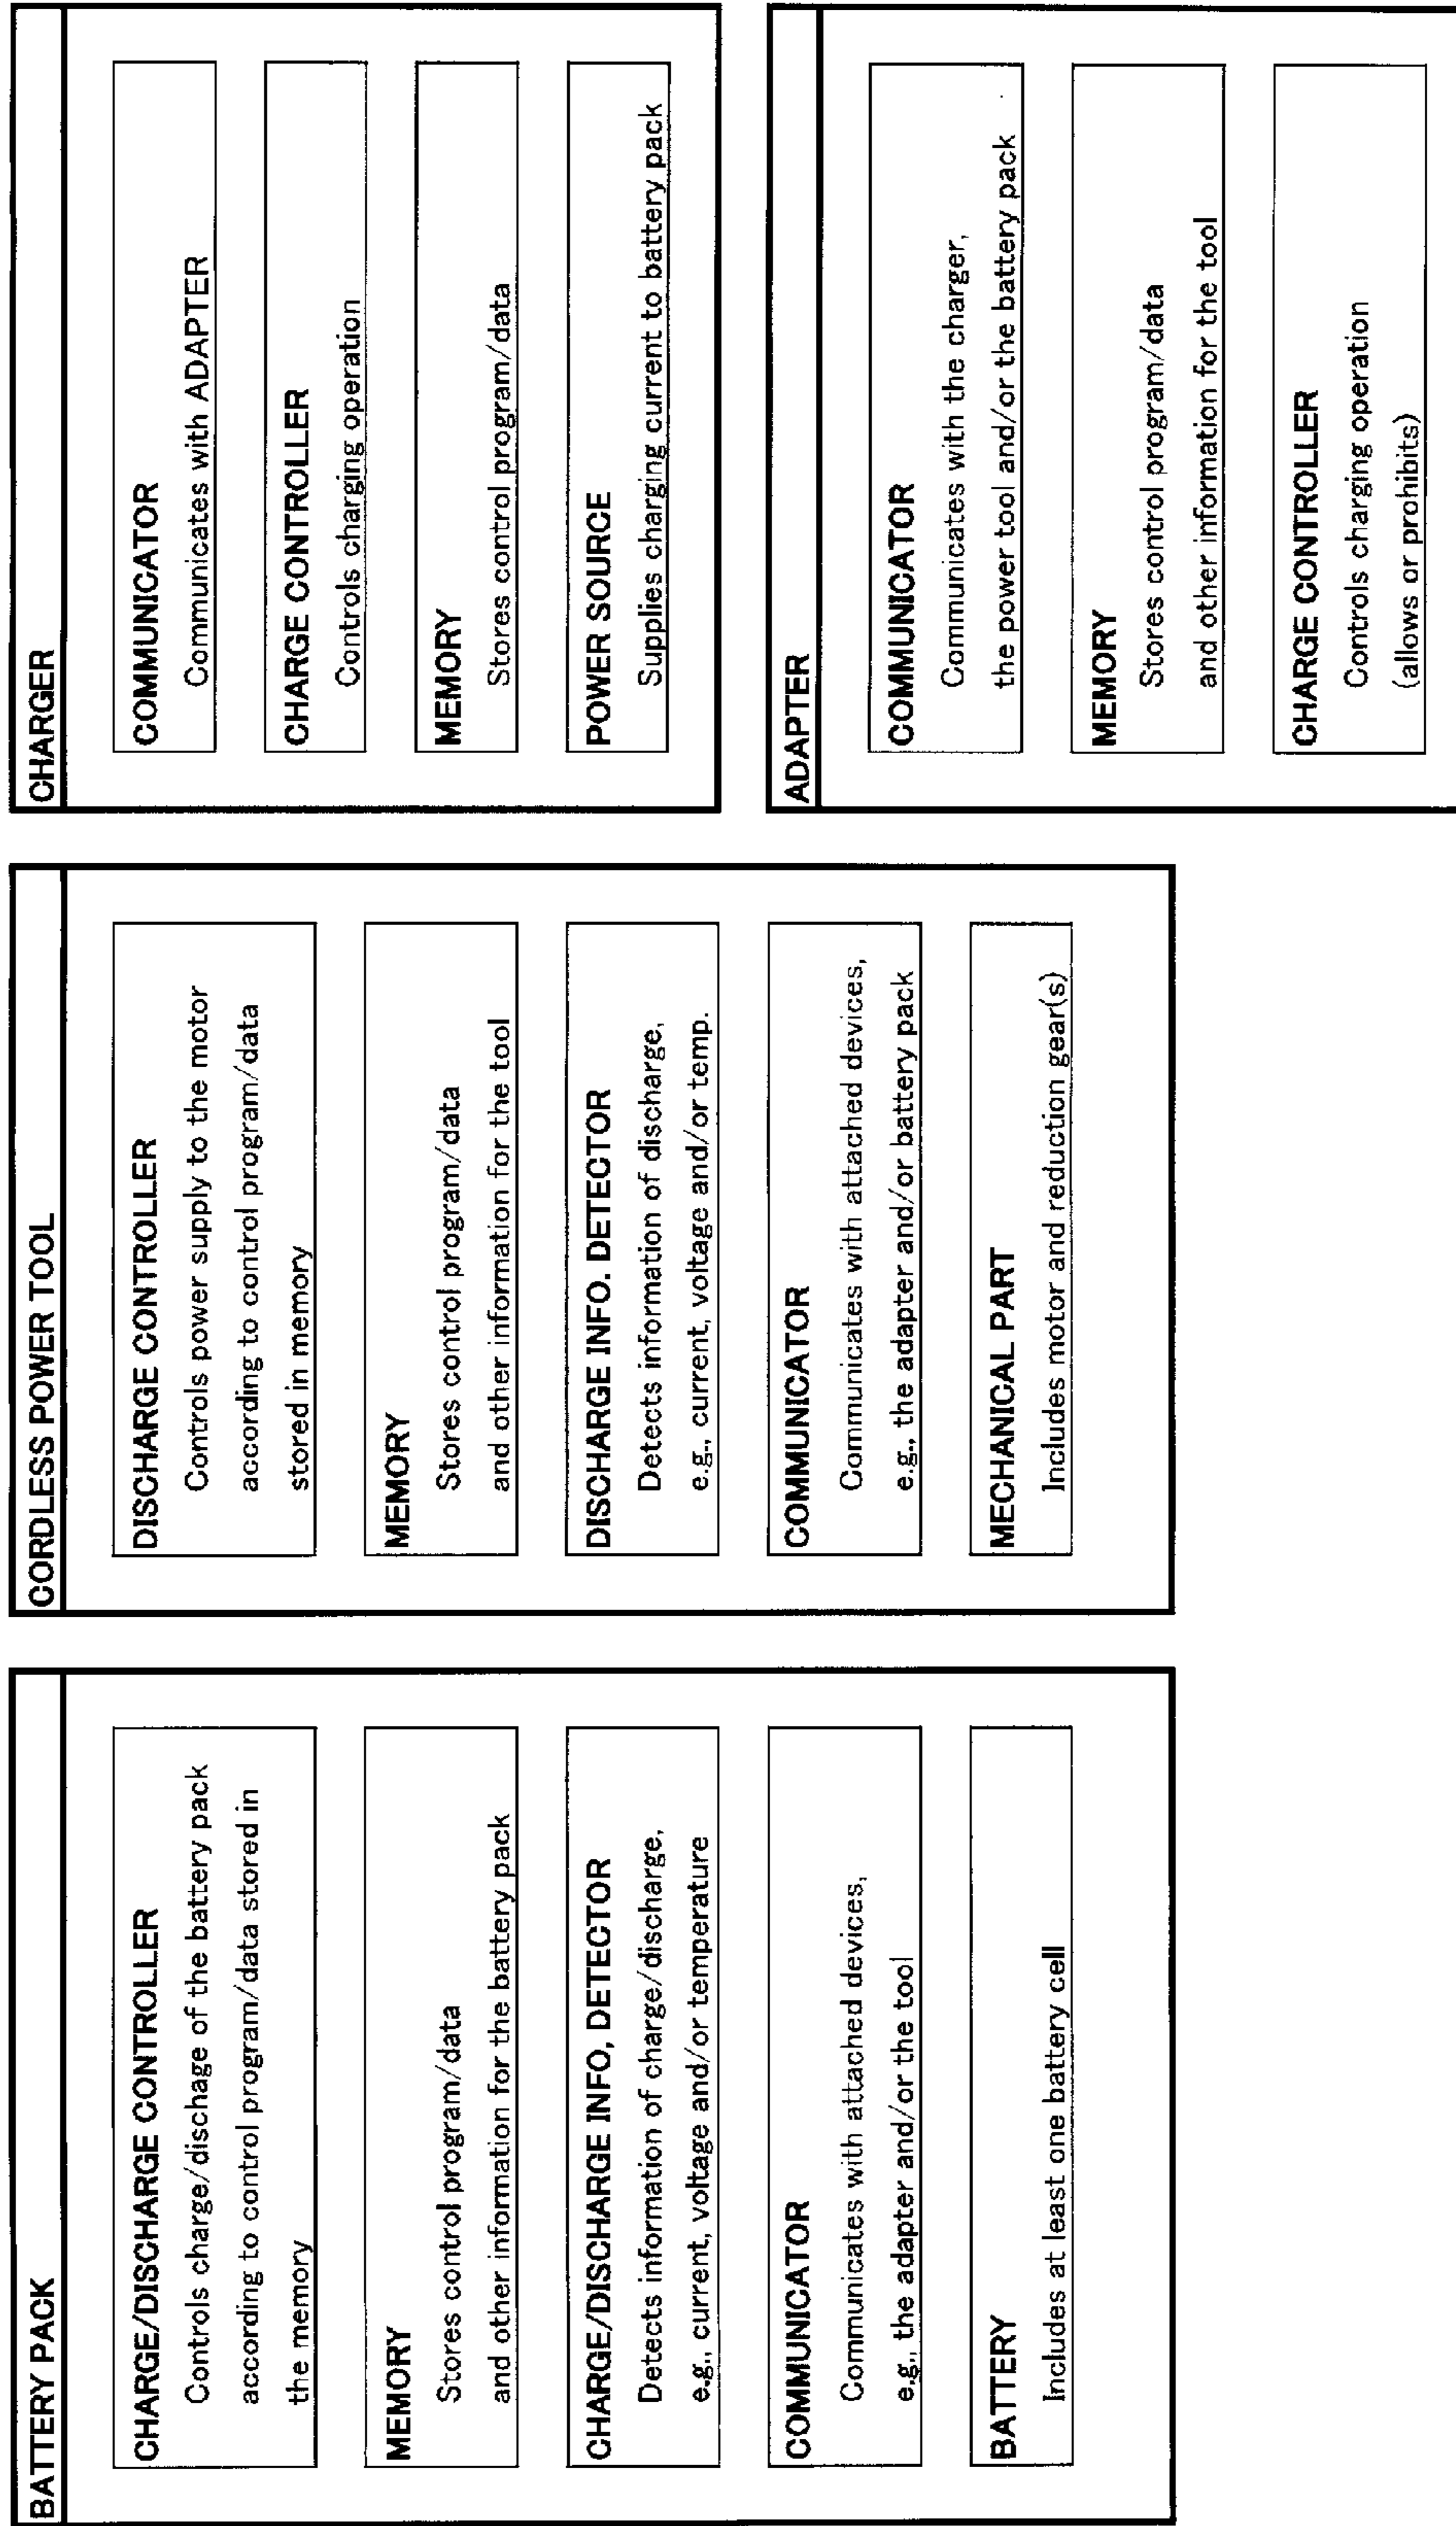 BATTERY PACK
CHARGE/DISCHARGE CONTROLLER
Controls charge/dischage of the battery pack
according to control program/data stored in
the memory
MEMORY
Stores control program/data
and other information for the battery pack
CHARGE/DISCHARGE INFO, DETECTOR
Detects information of charge/discharge,
e.g., current, voltage and/or temperature
COMMUNICATOR
Communicates with attached devices,
e.g., the adapter and/or the tool
BATTERY
Includes at least one battery cell
CORDLESS POWER TOOL
DISCHARGE CONTROLLER
Controls power supply to the motor
according to control program/data
stored in memory
MEMORY
Stores control program/data
and other information for the tool
DISCHARGE INFO. DETECTOR
Detects information of discharge,
e.g., current, voltage and/or temp.
COMMUNICATOR
Communicates with attached devices,
e.g., the adapter and/or battery pack
MECHANICAL PART
Includes motor and reduction gear(s)
CHARGER
COMMUNICATOR
Communicates with ADAPTER
CHARGE CONTROLLER
Controls charging operation
MEMORY
Stores control program/data
POWER SOURCE
Supplies charging current to battery pack
ADAPTER
COMMUNICATOR
Communicates with the charger,
the power tool and/or the battery pack
MEMORY
Stores control program/data
and other information for the tool
CHARGE CONTROLLER
Controls charging operation
(allows or prohibits)